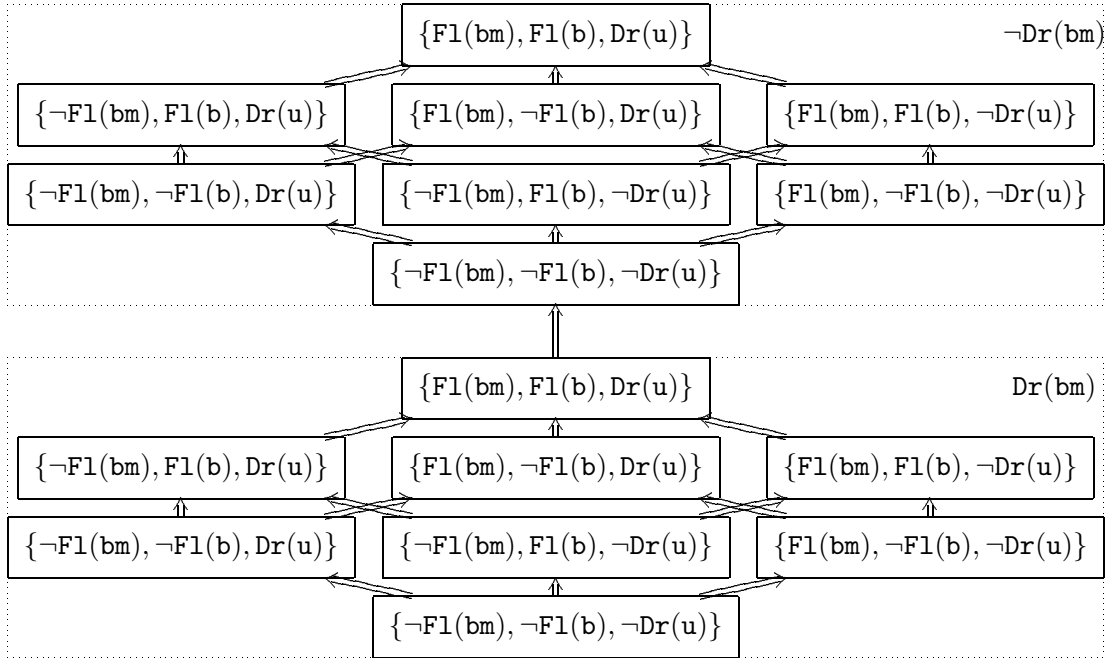 {Fl(bm), Fl(b), Dr(u)} ¬Dr(bm)
{¬Fl(bm), Fl(b), Dr(u)} {Fl(bm), ¬Fl(b), Dr(u)} {Fl(bm), Fl(b), ¬Dr(u)}
{¬Fl(bm), ¬Fl(b), Dr(u)} {¬Fl(bm), Fl(b), ¬Dr(u)} {Fl(bm), ¬Fl(b), ¬Dr(u)}
{¬Fl(bm), ¬Fl(b), ¬Dr(u)}
{Fl(bm), Fl(b), Dr(u)} Dr(bm)
{¬Fl(bm), Fl(b), Dr(u)} {Fl(bm), ¬Fl(b), Dr(u)} {Fl(bm), Fl(b), ¬Dr(u)}
{¬Fl(bm), ¬Fl(b), Dr(u)} {¬Fl(bm), Fl(b), ¬Dr(u)} {Fl(bm), ¬Fl(b), ¬Dr(u)}
{¬Fl(bm), ¬Fl(b), ¬Dr(u)}